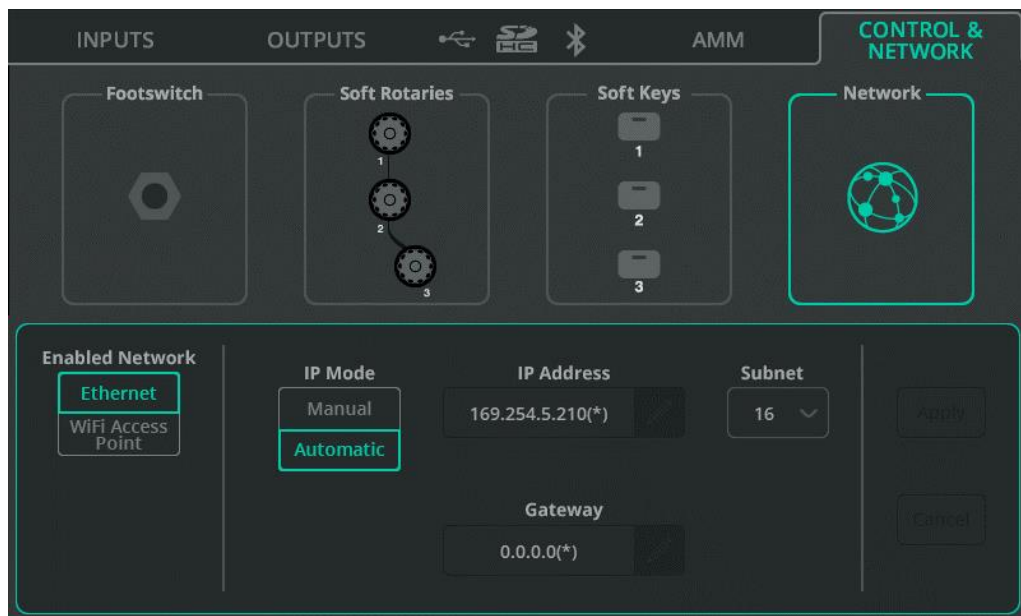 INPUTS
OUTPUTS
SD
HC
AMM
CONTROL &
NETWORK
Footswitch
Soft Rotaries
1
2
3
Soft Keys
1
2
3
Network
Enabled Network
Ethernet
WiFi Access
Point
IP Mode
Manual
Automatic
IP Address
169.254.5.210(*)
Subnet
16
Gateway
0.0.0.0(*)
Apply
Cancel